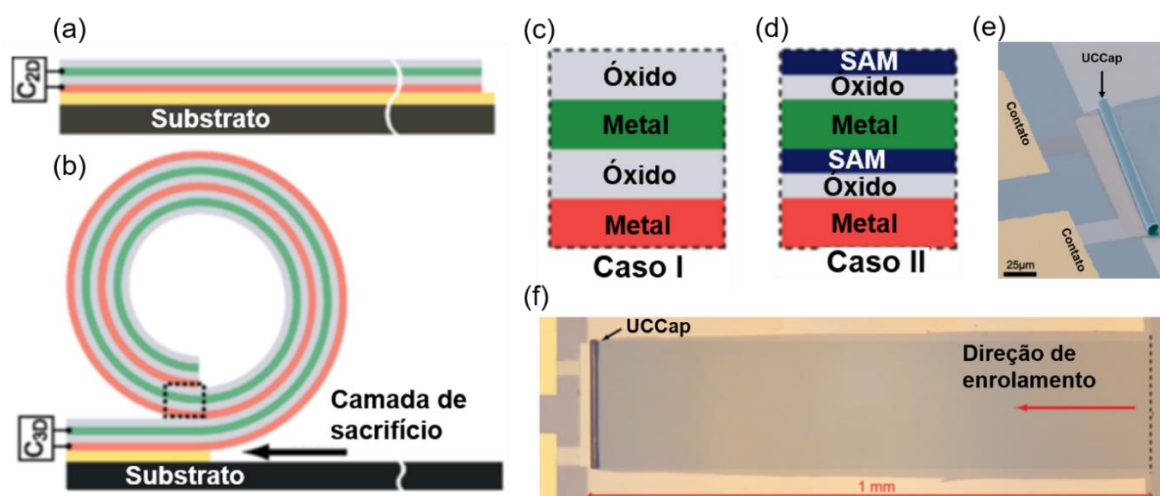 (a)
C2D
Substrato
(b)
Camada de
sacrifício
C3D
Substrato
(c)
Óxido
Metal
Óxido
Metal
Caso I
(d)
SAM
Óxido
Metal
SAM
Óxido
Metal
Caso II
(e)
UCCap
Contato
Contato
25µm
(f)
UCCap
Direção de
enrolamento
1 mm